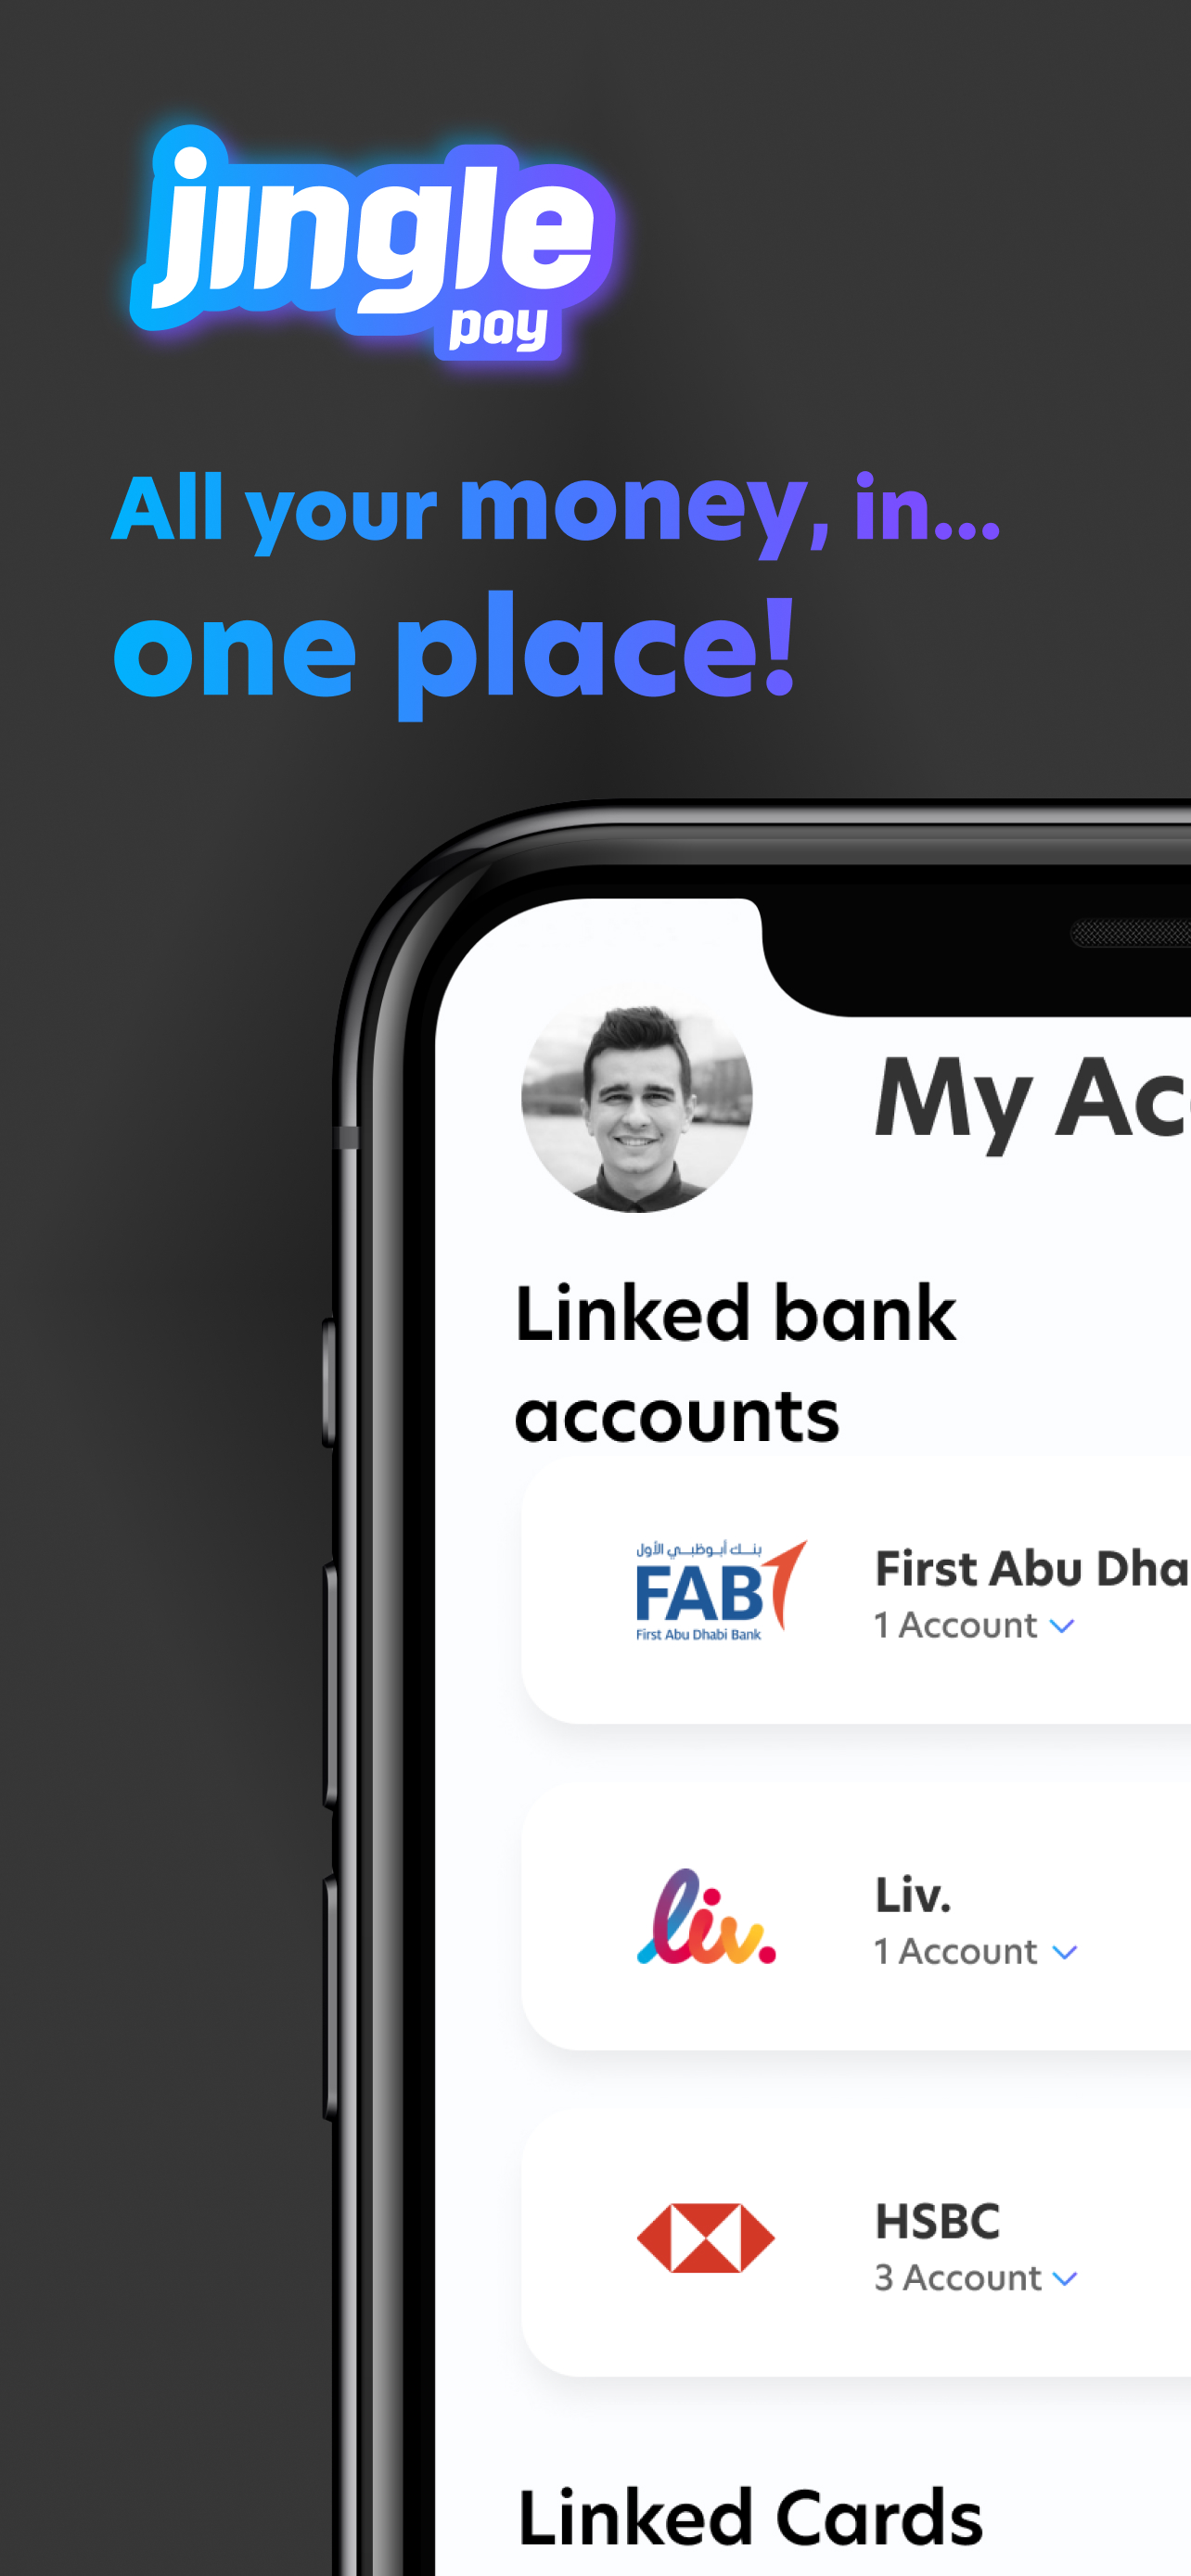 jingle
pay
All your money, in...
one place!
My Ac
Linked bank
accounts
بنك أبوظبي الأول
FAB
First Abu Dhabi Bank
First Abu Dha
1 Account
liv.
Liv.
1 Account
HSBC
3 Account
Linked Cards